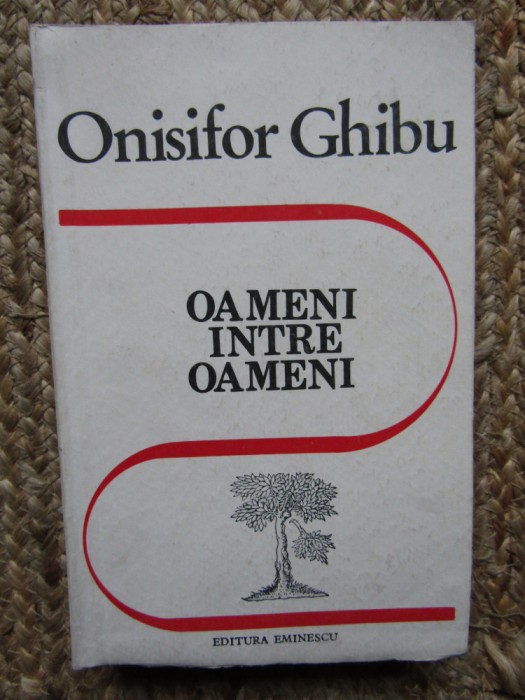 Onisifor Ghibu
OAMENI
INTRE
OAMENI
EDITURA EMINESCU